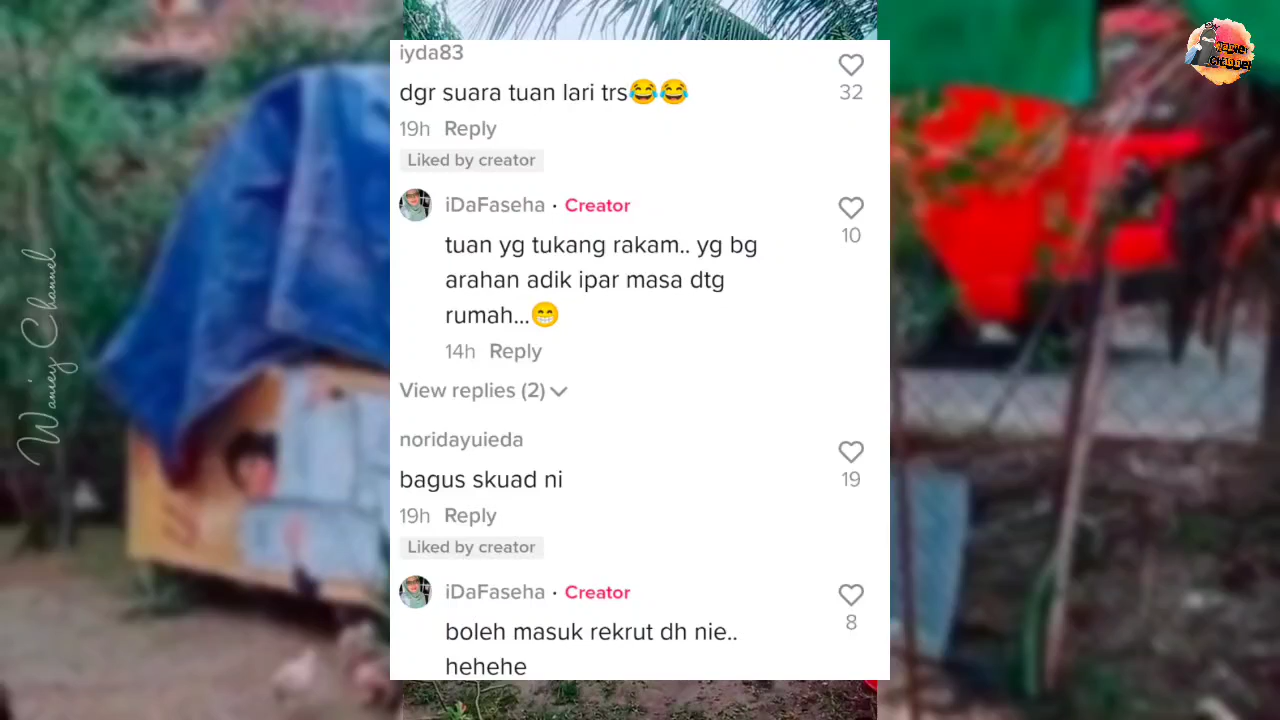 iyda83
dgr suara tuan lari trs😂😂
32
19h Reply
Liked by creator
iDaFaseha · Creator
tuan yg tukang rakam.. yg bg
arahan adik ipar masa dtg
rumah...😁
10
14h Reply
View replies (2)
noridayuieda
bagus skuad ni
19
19h Reply
Liked by creator
iDaFaseha · Creator
boleh masuk rekrut dh nie..
hehehe
8
Waniey Channel